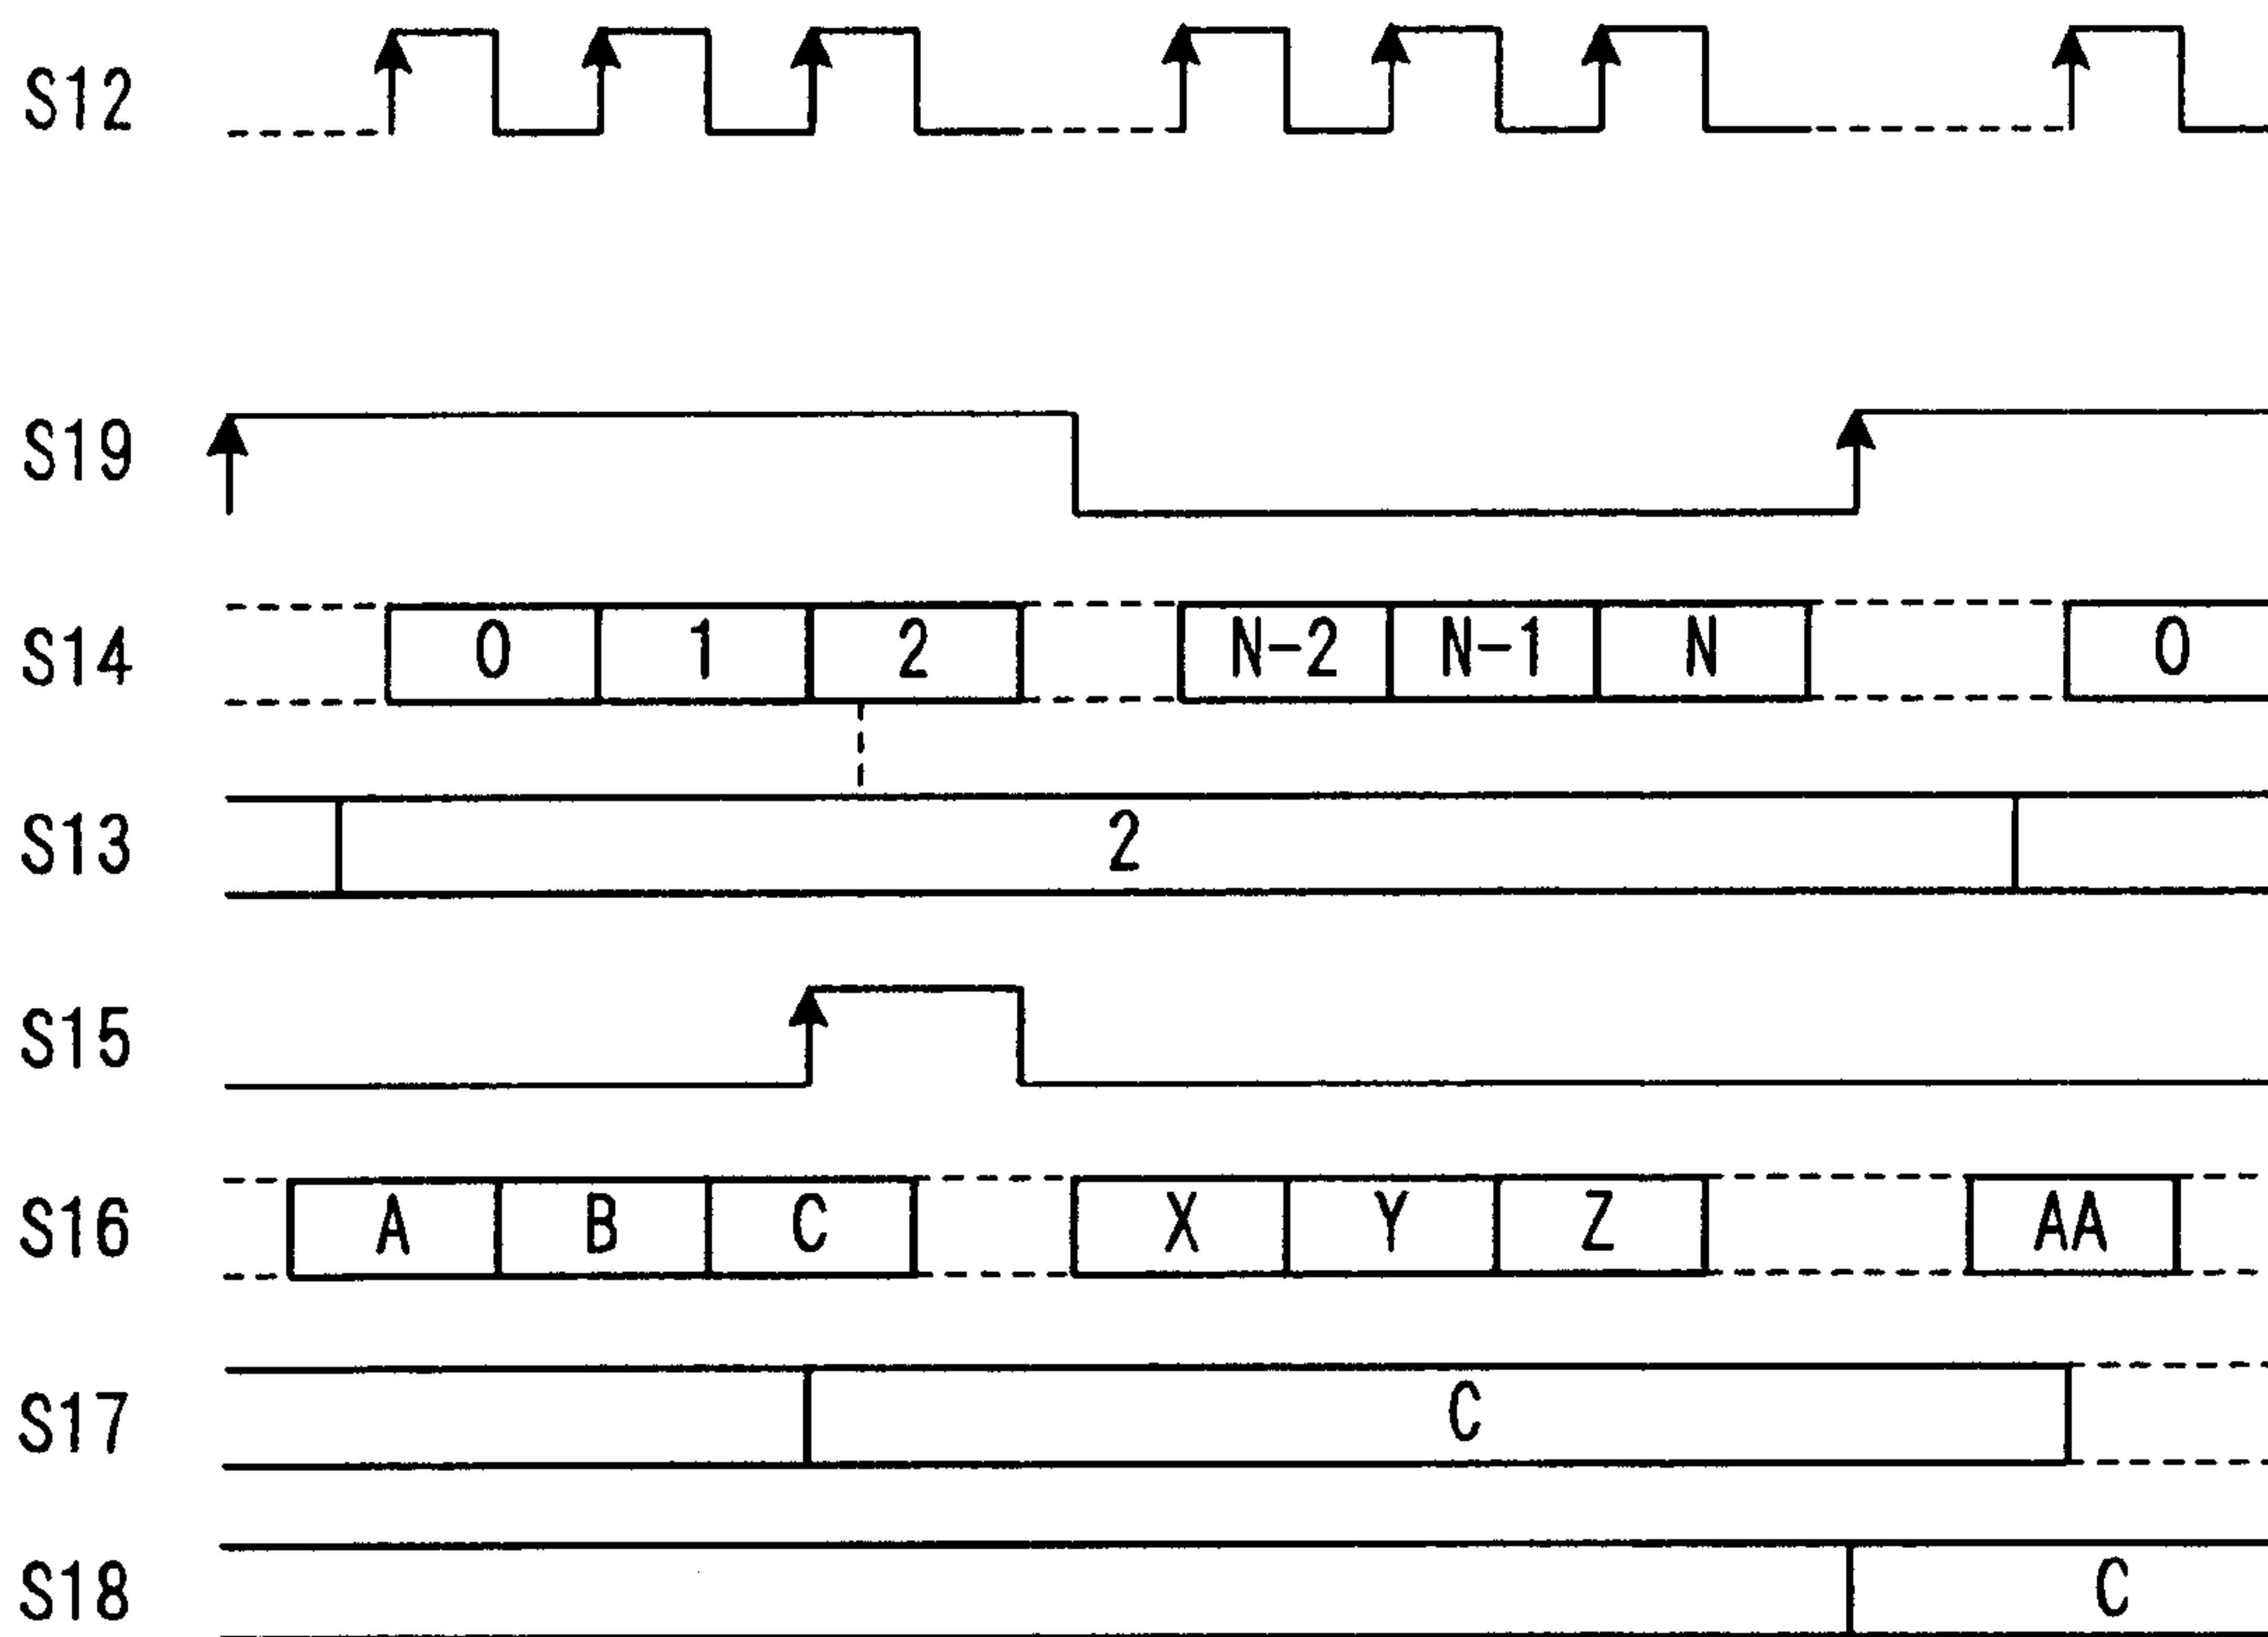 S12
S19
S14 0 1 2 N-2 N-1 N 0
S13 2
S15
S16 A B C X Y Z AA
S17 C
S18 C